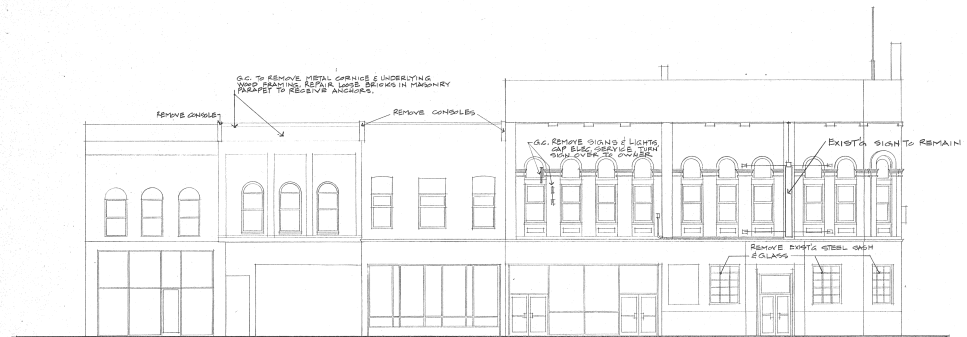 G.C. TO REMOVE METAL CORNICE & UNDERLYING
WOOD FRAMING. REPAIR LOOSE BRICKS IN MASONRY
PARAPET TO RECEIVE ANCHORS.
REMOVE CONSOLE
REMOVE CONSOLES
G.C. REMOVE SIGNS & LIGHTS,
CAP ELEC. SERVICE, TURN
SIGN OVER TO OWNER
EXIST'G SIGN TO REMAIN
REMOVE EXIST'G STEEL SASH
& GLASS